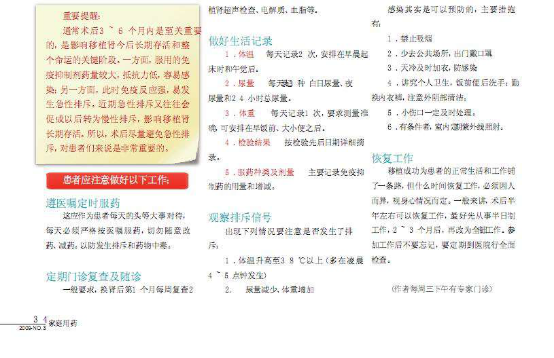 重要提醒：
通常术后3～6个月内是至关重要
的，是影响移植肾今后长期存活和整
个命运的关键阶段。一方面，服用的免
疫抑制剂药量较大，抵抗力低，容易感
染；另一方面，此时免疫反应强，易发
生急性排斥，近期急性排斥又往往会
促成以后转为慢性排斥，影响移植肾
长期存活。所以，术后尽量避免急性排
斥，对患者们来说是非常重要的。
患者应注意做好以下工作：
遵医嘱定时服药
这应作为患者每天的头等大事对待，
每天必须严格按医嘱服药，切勿随意改
药、减药，以防发生排斥和药物中毒。
定期门诊复查及随诊
一般要求，换肾后第1个月每周复查2
植肾超声检查、电解质、血脂等。
做好生活记录
1．体温 每天记录2次，安排在早晨起
床时和午觉后。
2．尿量 每天记 种 白日尿量、夜
尿量和24小时总尿量。
3．体重 每天记录1次，要求测量准
确，可安排在早饭前、大小便之后。
4．检验结果 按检验先后日期详细摘
录。
5．服药种类及剂量 主要记录免疫抑
制药的用量和增减。
观察排斥信号
出现下列情况要注意是否发生了排
斥：
1．体温升高至38℃以上（多在凌晨
4～5点钟发生）
2. 尿量减少，体重增加
感染其实是可以预防的，主要措施
有：
1．禁止吸烟
2．少去公共场所，出门戴口罩
3．天冷及时加衣，防感染
4．讲究个人卫生，饭前便后洗手；勤
换内衣裤，注意外阴部清洁；
5．小伤口一定及时处理。
6．有条件者，室内定期紫外线照射。
恢复工作
移植成功为患者的正常生活和工作铺
了一条路，但什么时间恢复工作，必须因人
而异，视身心情况而定。一般来讲，术后半
年左右可以恢复工作，最好先从事半日制
工作，2～3个月后，再改为全日工作。参
加工作后不要忘记，要定期到医院行全面
检查。
（作者每周三下午有专家门诊）
34
2009·NO.3 家庭用药